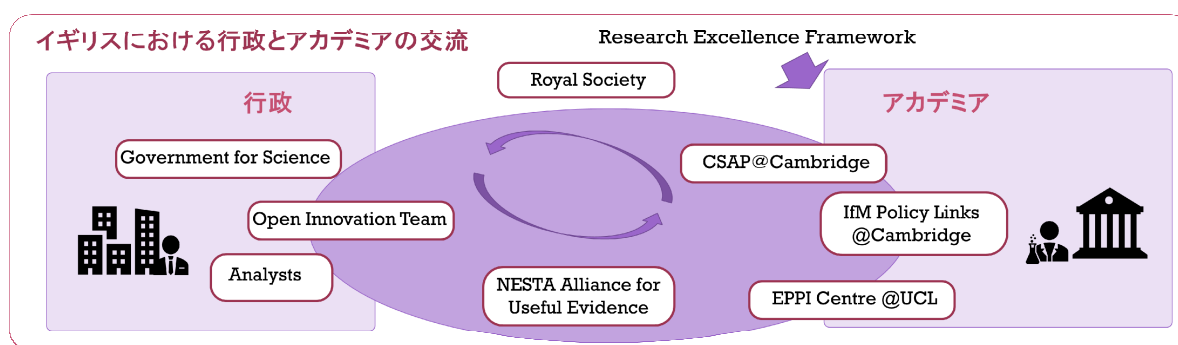 イギリスにおける行政とアカデミアの交流
Research Excellence Framework
Royal Society
行政
アカデミア
Government for Science
CSAP@Cambridge
Open Innovation Team
IfM Policy Links
@Cambridge
Analysts
NESTA Alliance for
Useful Evidence
EPPI Centre @UCL